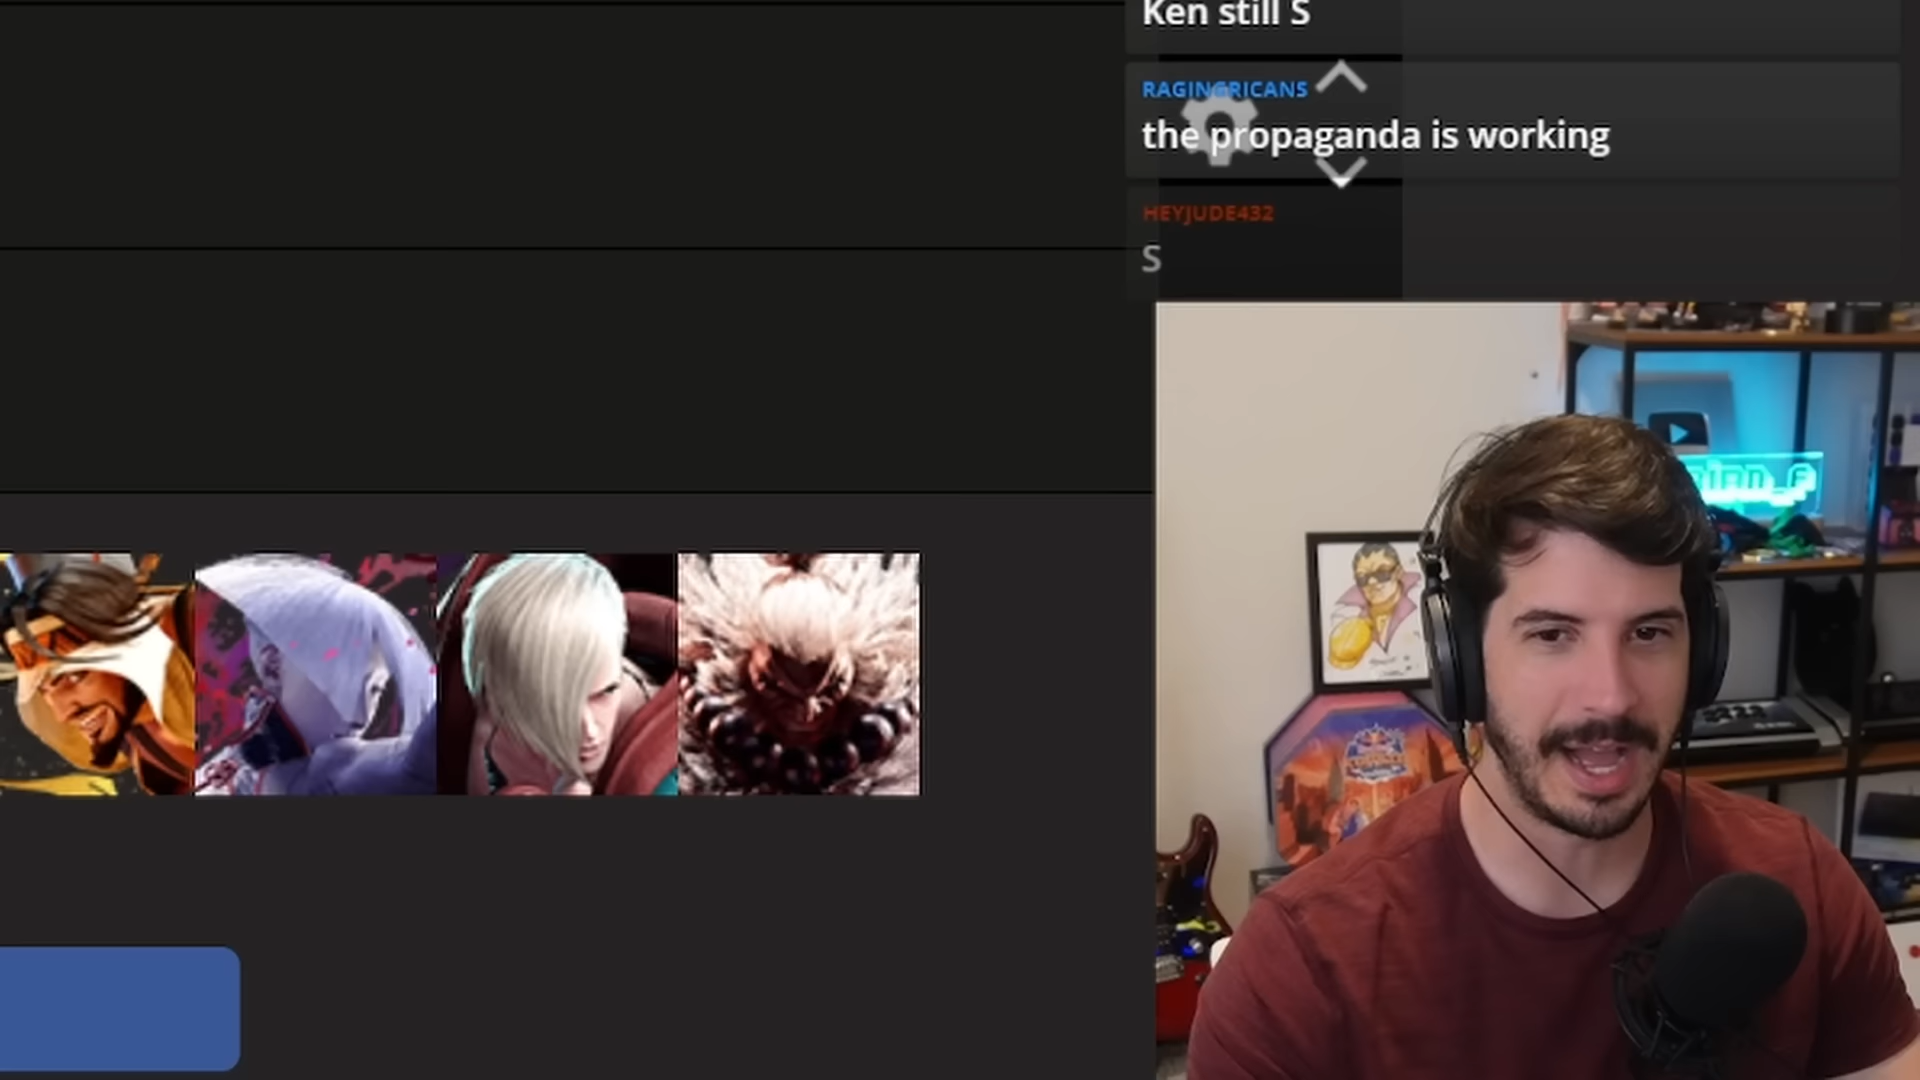 Ken still S
RAGINGRICANS
the propaganda is working
HEYJUDE432
S